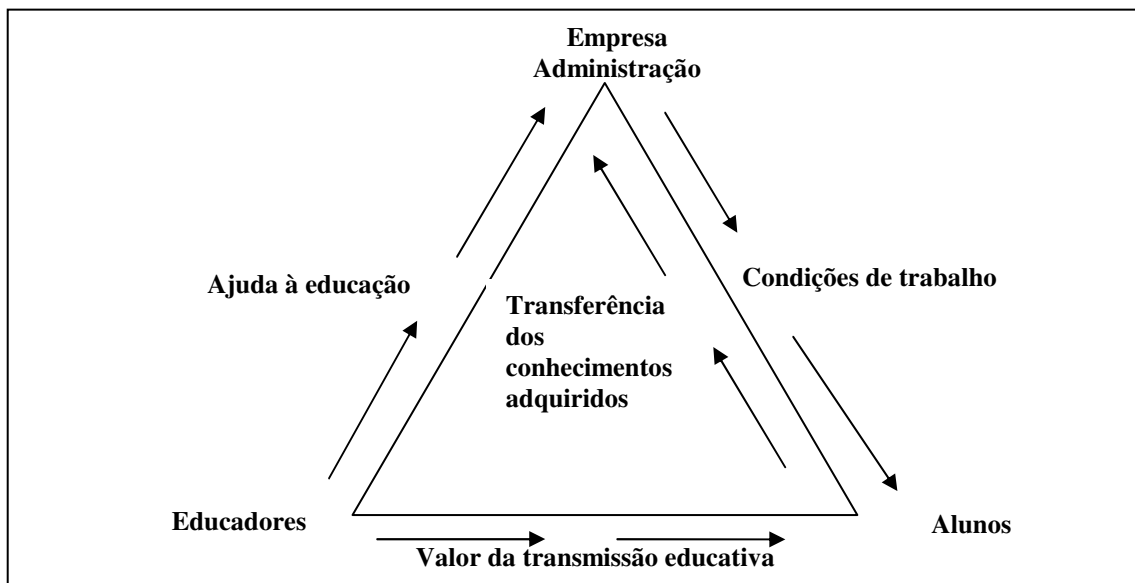 Empresa
Administração
Ajuda à educação
Condições de trabalho
Transferência
dos
conhecimentos
adquiridos
Educadores
Alunos
Valor da transmissão educativa